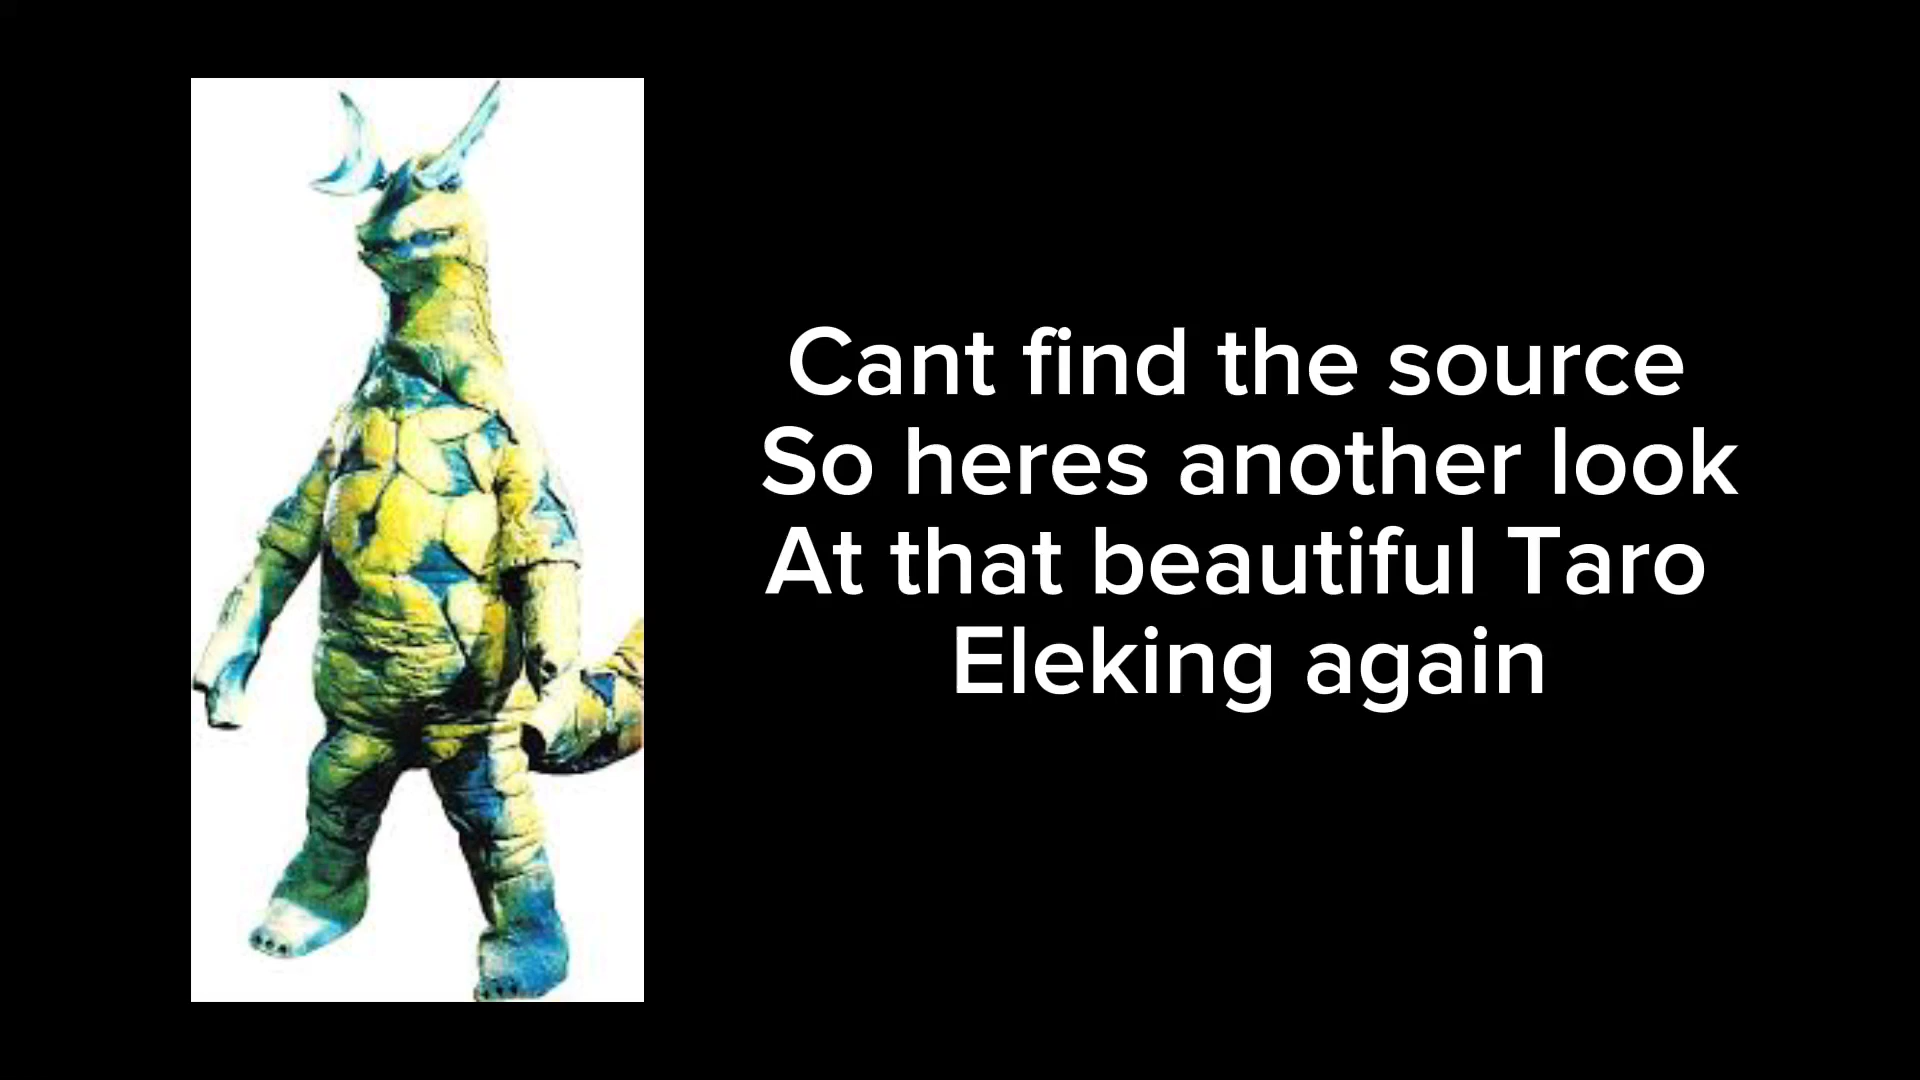 Cant find the source
So heres another look
At that beautiful Taro
Eleking again